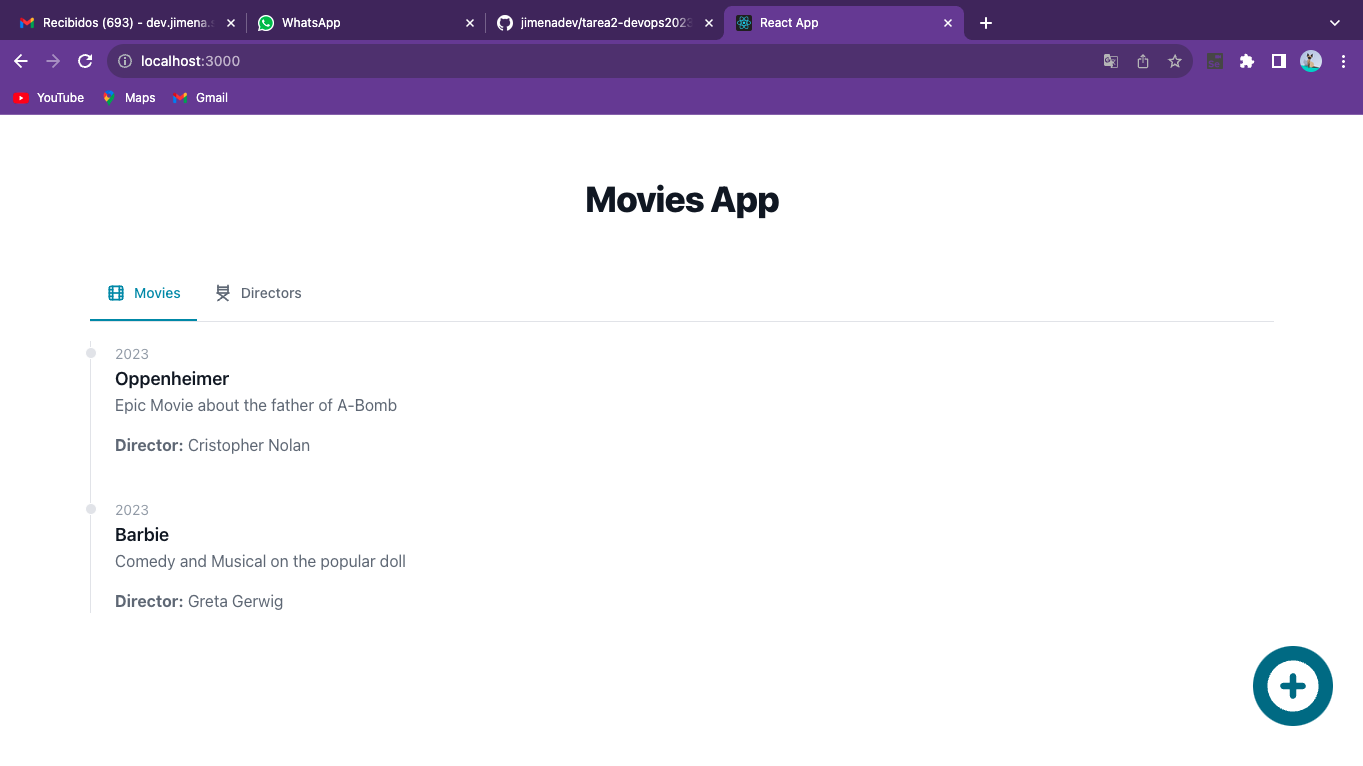 Recibidos (693) - dev.jimena.s
WhatsApp
jimenadev/tarea2-devops2023
React App
localhost:3000
YouTube
Maps
Gmail
Movies App
Movies
Directors
2023
Oppenheimer
Epic Movie about the father of A-Bomb
Director: Cristopher Nolan
2023
Barbie
Comedy and Musical on the popular doll
Director: Greta Gerwig